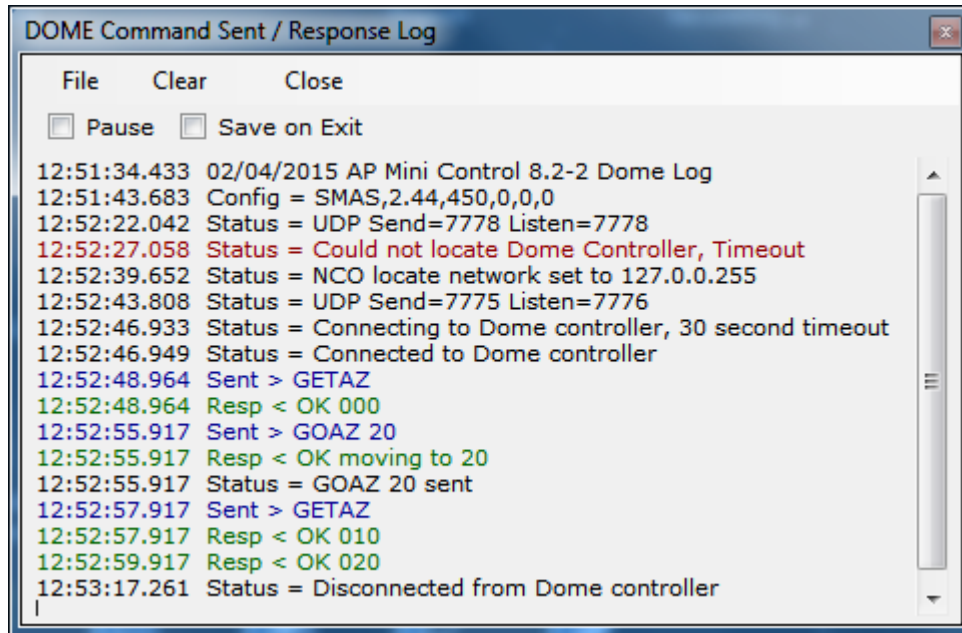 DOME Command Sent / Response Log
File Clear Close
Pause Save on Exit
12:51:34.433 02/04/2015 AP Mini Control 8.2-2 Dome Log
12:51:43.683 Config = SMAS,2.44,450,0,0,0
12:52:22.042 Status = UDP Send=7778 Listen=7778
12:52:27.058 Status = Could not locate Dome Controller, Timeout
12:52:39.652 Status = NCO locate network set to 127.0.0.255
12:52:43.808 Status = UDP Send=7775 Listen=7776
12:52:46.933 Status = Connecting to Dome controller, 30 second timeout
12:52:46.949 Status = Connected to Dome controller
12:52:48.964 Sent > GETAZ
12:52:48.964 Resp < OK 000
12:52:55.917 Sent > GOAZ 20
12:52:55.917 Resp < OK moving to 20
12:52:55.917 Status = GOAZ 20 sent
12:52:57.917 Sent > GETAZ
12:52:57.917 Resp < OK 010
12:52:59.917 Resp < OK 020
12:53:17.261 Status = Disconnected from Dome controller